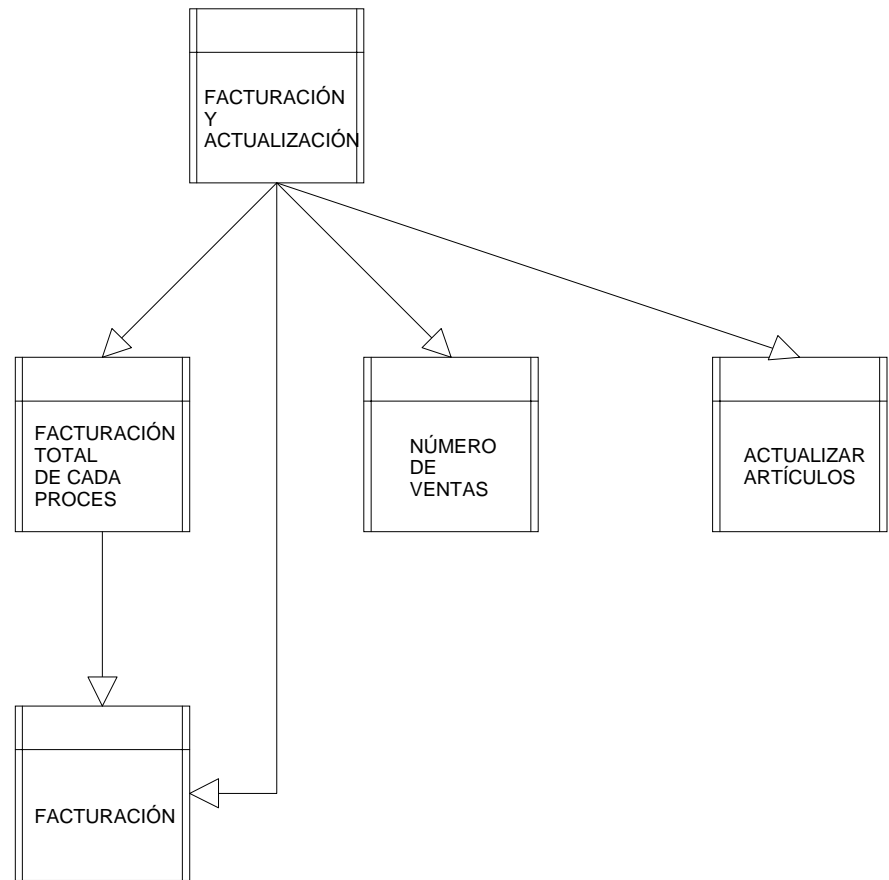 FACTURACIÓN
Y
ACTUALIZACIÓN
FACTURACIÓN
TOTAL
DE CADA
PROCES
NÚMERO
DE
VENTAS
ACTUALIZAR
ARTÍCULOS
FACTURACIÓN